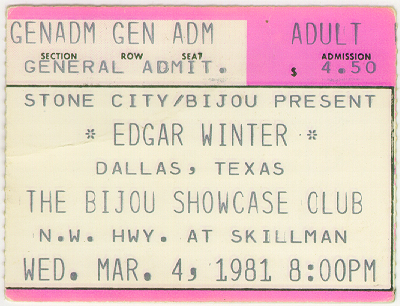 GENADM GEN ADM ADULT
SECTION ROW SEAT ADMISSION
GENERAL ADMIT. $ 4.50
STONE CITY/BIJOU PRESENT
* EDGAR WINTER *
DALLAS, TEXAS
THE BIJOU SHOWCASE CLUB
N.W. HWY. AT SKILLMAN
WED. MAR. 4, 1981 8:00PM